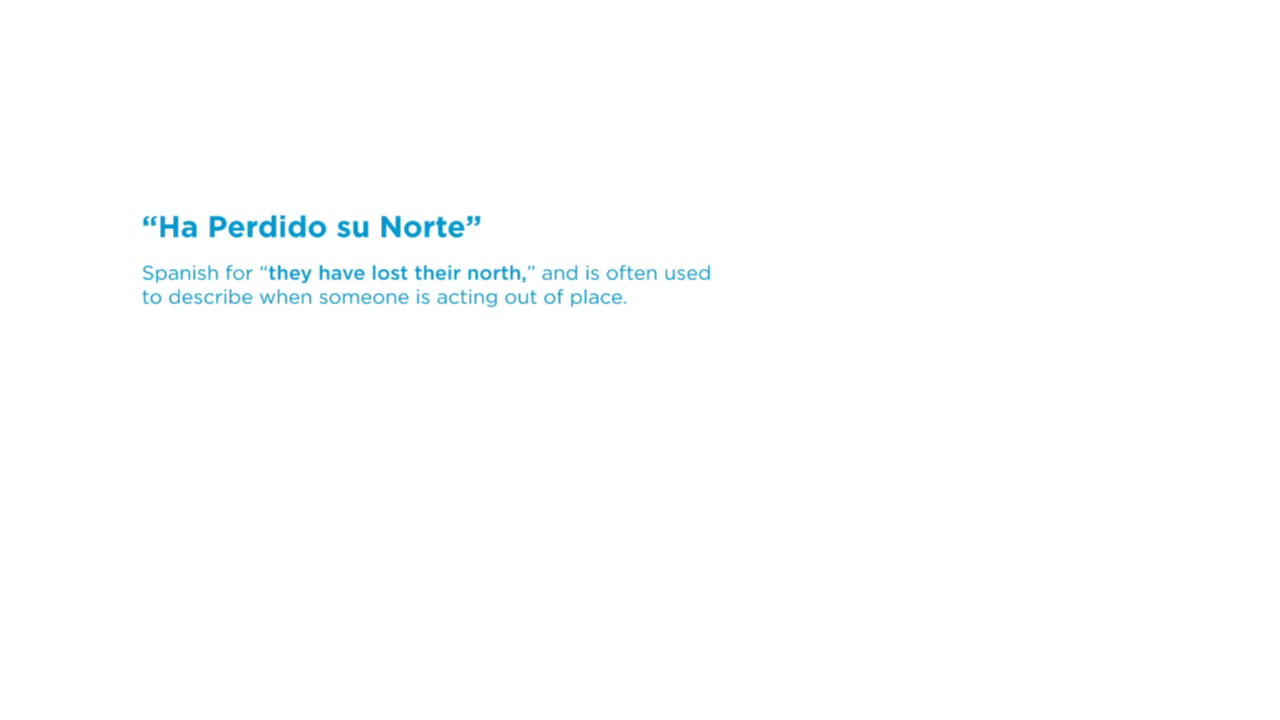 “Ha Perdido su Norte”
Spanish for “they have lost their north,” and is often used
to describe when someone is acting out of place.